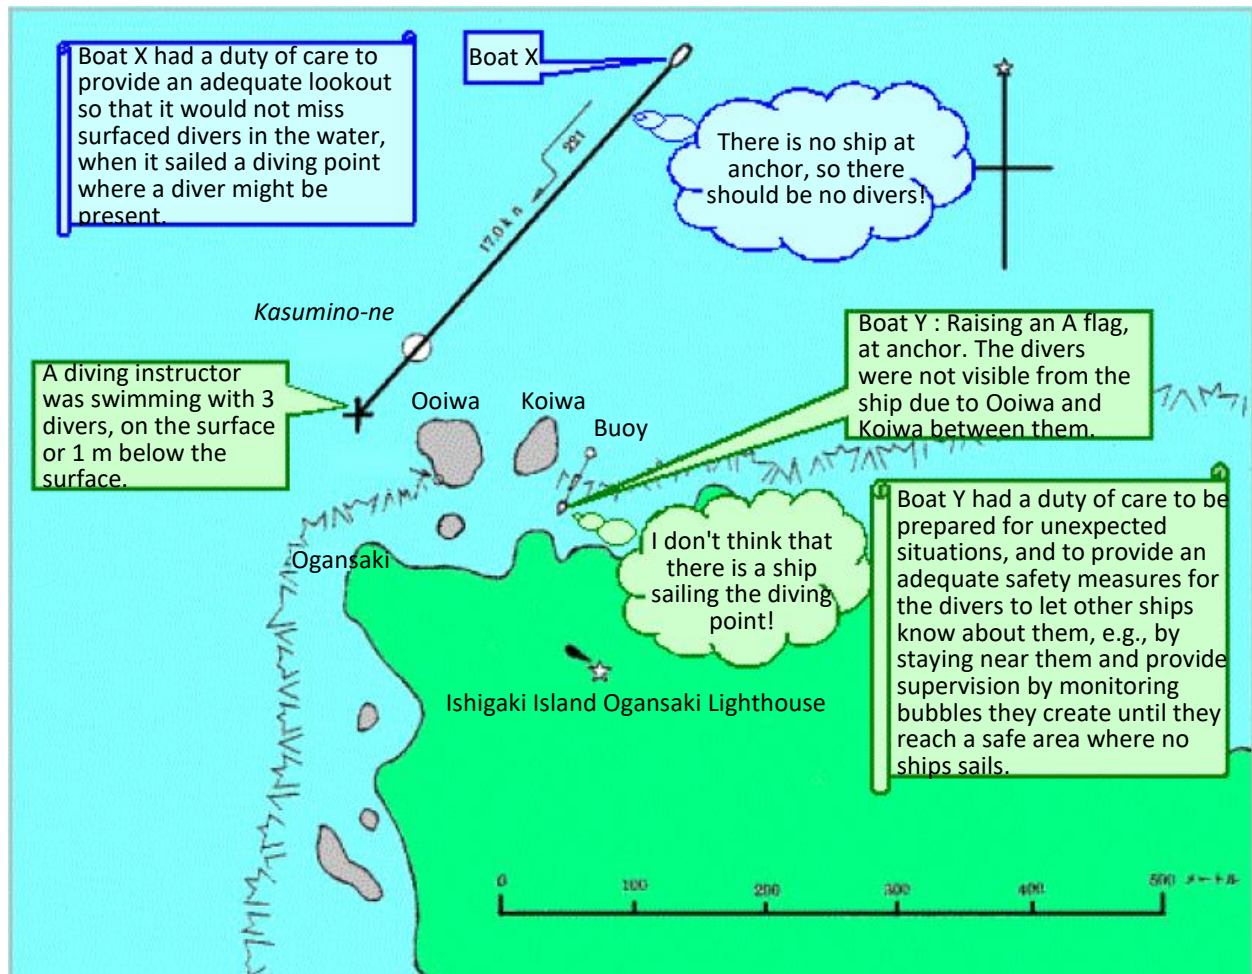 Boat X had a duty of care to
provide an adequate lookout
so that it would not miss
surfaced divers in the water,
when it sailed a diving point
where a diver might be
present.
Boat X
There is no ship at
anchor, so there
should be no divers!
221
17.0 k n
Kasumino-ne
A diving instructor
was swimming with 3
divers, on the surface
or 1 m below the
surface.
Ooiwa
Koiwa
Buoy
Boat Y : Raising an A flag,
at anchor. The divers
were not visible from the
ship due to Ooiwa and
Koiwa between them.
Ogansaki
I don't think that
there is a ship
sailing the diving
point!
Boat Y had a duty of care to be
prepared for unexpected
situations, and to provide an
adequate safety measures for
the divers to let other ships
know about them, e.g., by
staying near them and provide
supervision by monitoring
bubbles they create until they
reach a safe area where no
ships sails.
Ishigaki Island Ogansaki Lighthouse
0 100 200 300 400 500 メートル